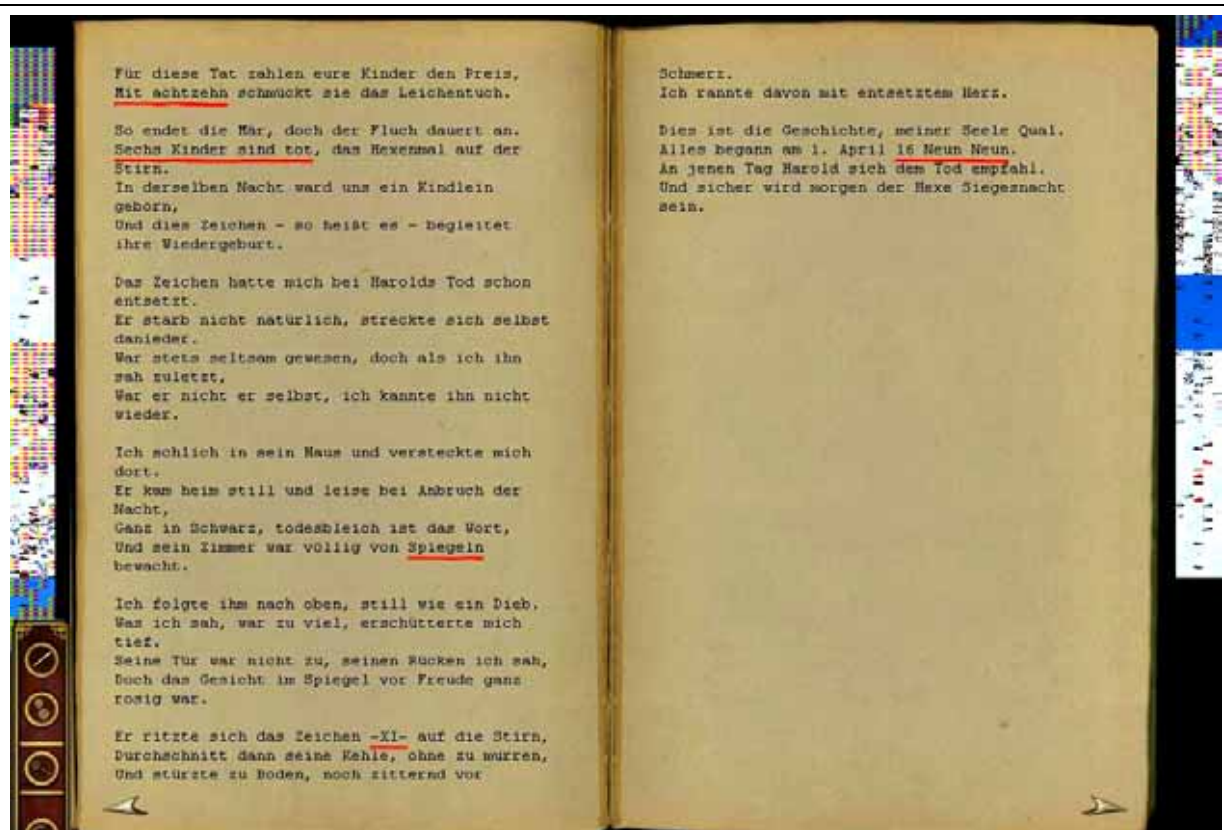 Für diese Tat zahlen eure Kinder den Preis,
Mit achtzehn schmückt sie das Leichentuch.
So endet die Mär, doch der Fluch dauert an.
Sechs Kinder sind tot, das Hexenmal auf der
Stirn.
In derselben Nacht ward uns ein Kindlein
geborn,
Und dies Zeichen - so heißt es - begleitet
ihre Wiedergeburt.
Das Zeichen hatte mich bei Harolds Tod schon
entsetzt.
Er starb nicht natürlich, streckte sich selbst
danieder.
War stets seltsam gewesen, doch als ich ihn
sah zuletzt,
War er nicht er selbst, ich kannte ihn nicht
wieder.
Ich schlich in sein Haus und versteckte mich
dort.
Er kam heim still und leise bei Anbruch der
Nacht,
Ganz in Schwarz, todesbleich ist das Wort,
Und sein Zimmer war völlig von Spiegeln
bewacht.
Ich folgte ihm nach oben, still wie ein Dieb.
Was ich sah, war zu viel, erschütterte mich
tief.
Seine Tür war nicht zu, seinen Rücken ich sah,
Doch das Gesicht im Spiegel vor Freude ganz
rosig war.
Er ritzte sich das Zeichen -XI- auf die Stirn,
Durchschnitt dann seine Kehle, ohne zu murren,
Und stürzte zu Boden, noch zitternd vor
Schmerz.
Ich rannte davon mit entsetztem Herz.
Dies ist die Geschichte, meiner Seele Qual.
Alles begann am 1. April 16 Neun Neun.
An jenen Tag Harold sich dem Tod empfahl.
Und sicher wird morgen der Hexe Siegesnacht
sein.